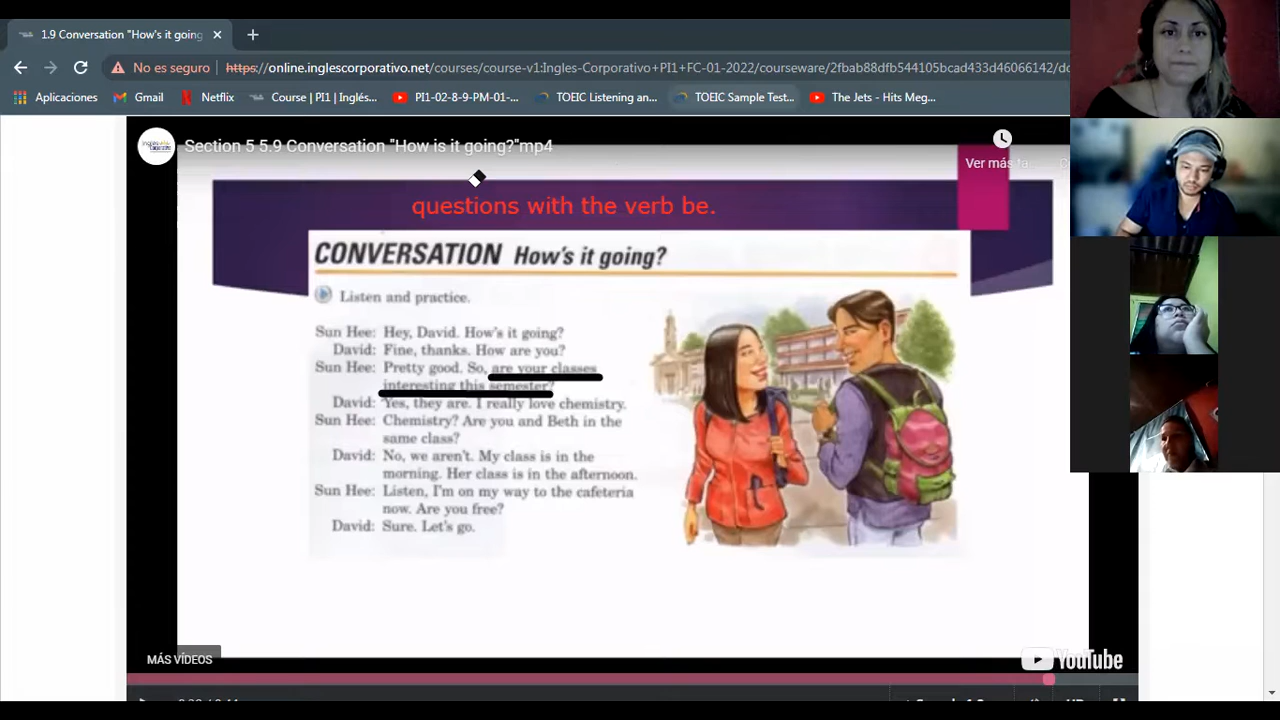 1.9 Conversation "How's it going
No es seguro
https://online.inglescorporativo.net/courses/course-v1:Ingles-Corporativo+PI1+FC-01-2022/courseware/2fbab88dfb544105bcad433d46066142/dc
Aplicaciones
Gmail
Netflix
Course | PI1 | Inglés...
PI1-02-8-9-PM-01-...
TOEIC Listening an...
TOEIC Sample Test...
The Jets - Hits Meg...
Section 5 5.9 Conversation "How is it going?"mp4
Ver más ta
questions with the verb be.
CONVERSATION How's it going?
Listen and practice.
Sun Hee: Hey, David. How's it going?
David: Fine, thanks. How are you?
Sun Hee: Pretty good. So, are your classes
interesting this semester?
David: Yes, they are. I really love chemistry.
Sun Hee: Chemistry? Are you and Beth in the
same class?
David: No, we aren't. My class is in the
morning. Her class is in the afternoon.
Sun Hee: Listen, I'm on my way to the cafeteria
now. Are you free?
David: Sure. Let's go.
MÁS VÍDEOS
YouTube